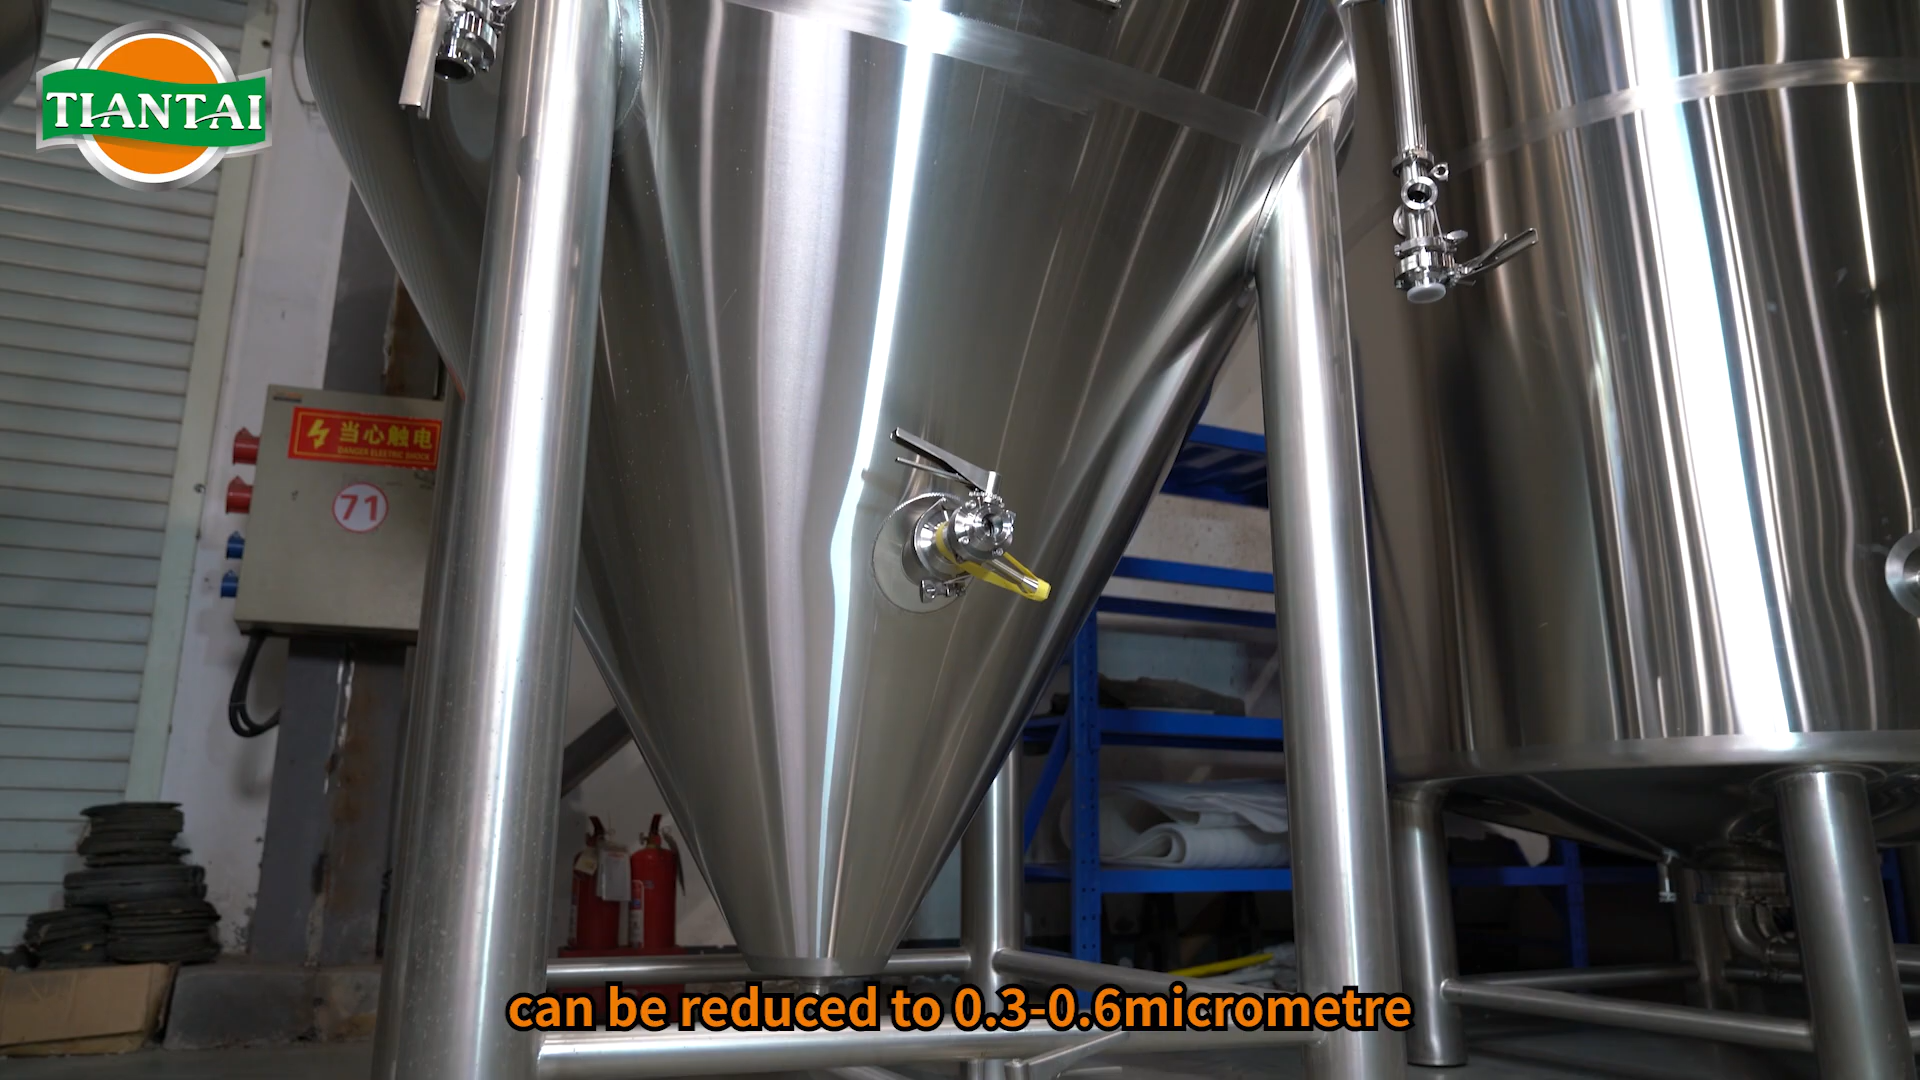 TIANTAI
当心触电
DANGER ELECTRIC SHOCK
71
can be reduced to 0.3-0.6micrometre